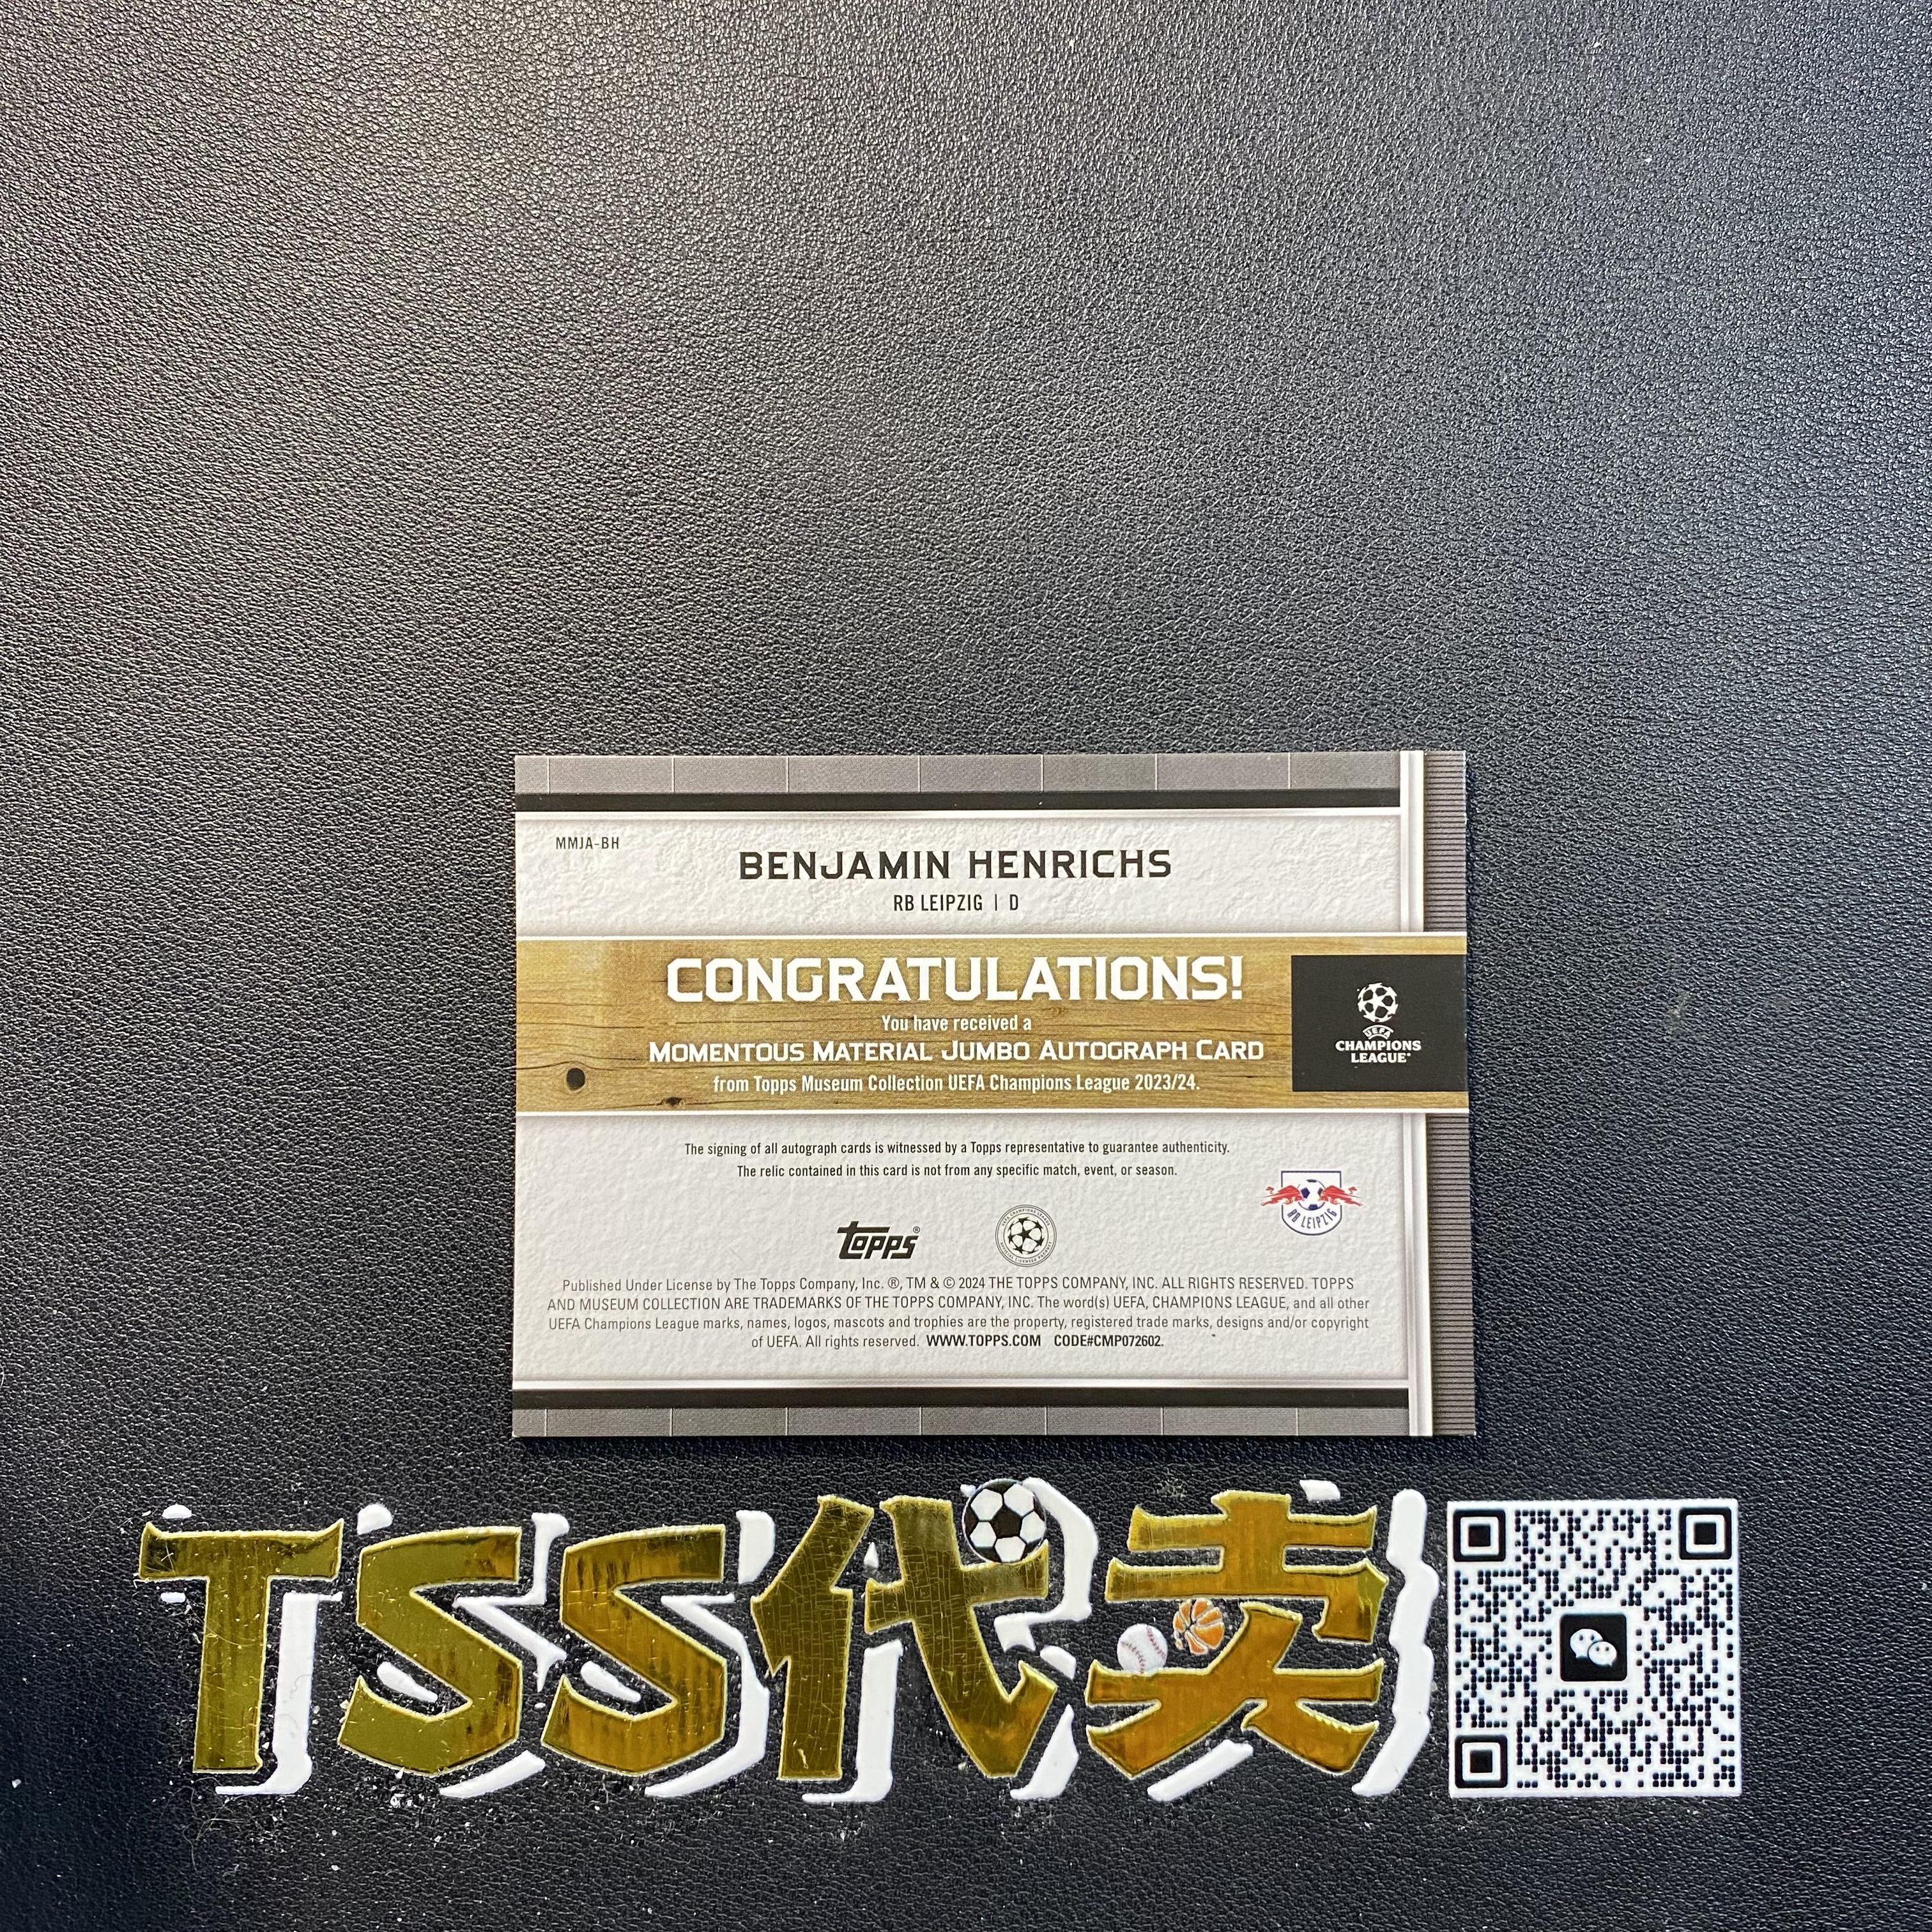 MMJA-BH
BENJAMIN HENRICHS
RB LEIPZIG | D
CONGRATULATIONS!
You have received a
MOMENTOUS MATERIAL JUMBO AUTOGRAPH CARD
from Topps Museum Collection UEFA Champions League 2023/24.
UEFA
CHAMPIONS
LEAGUE®
The signing of all autograph cards is witnessed by a Topps representative to guarantee authenticity.
The relic contained in this card is not from any specific match, event, or season.
RB LEIPZIG
topps®
Published Under License by The Topps Company, Inc. ®, TM & © 2024 THE TOPPS COMPANY, INC. ALL RIGHTS RESERVED. TOPPS
AND MUSEUM COLLECTION ARE TRADEMARKS OF THE TOPPS COMPANY, INC. The word(s) UEFA, CHAMPIONS LEAGUE, and all other
UEFA Champions League marks, names, logos, mascots and trophies are the property, registered trade marks, designs and/or copyright
of UEFA. All rights reserved. WWW.TOPPS.COM CODE#CMP072602.
TSS代卖